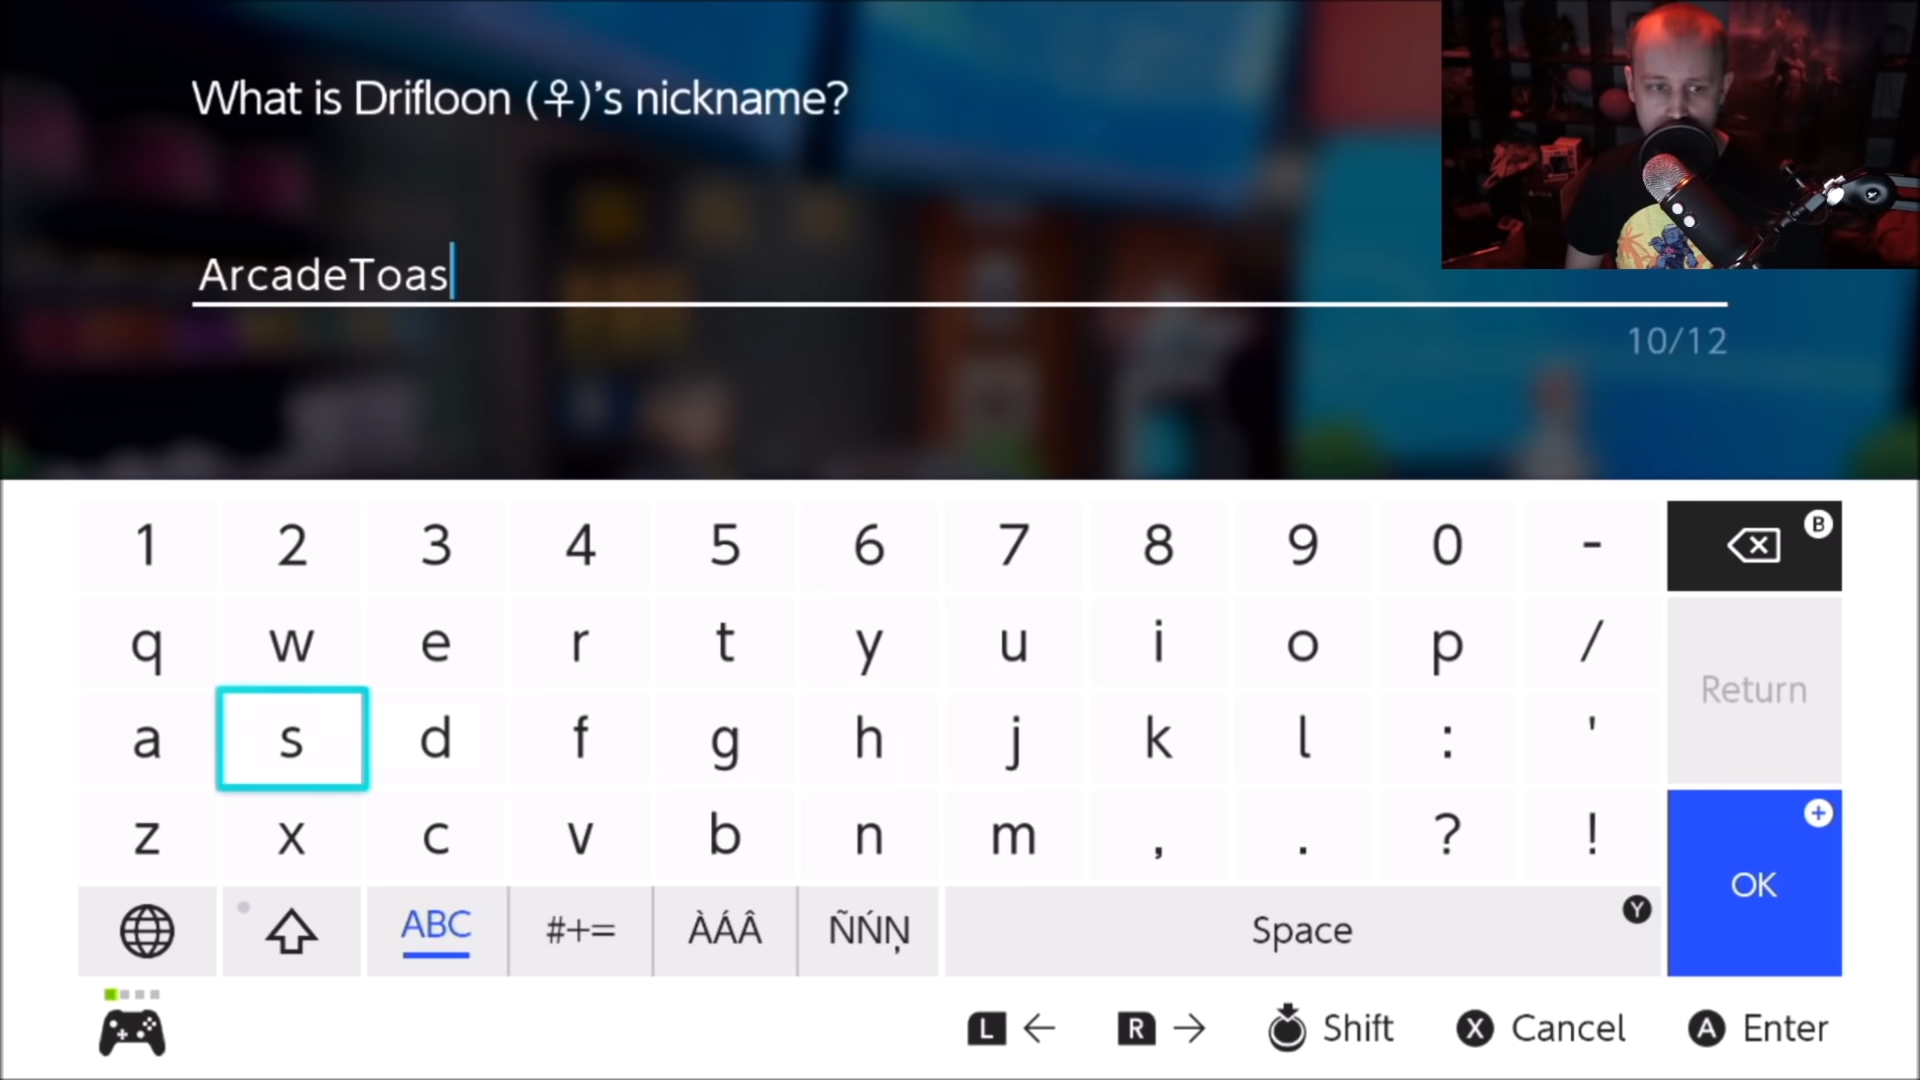 What is Drifloon (♀)'s nickname?
ArcadeToas
10/12
1 2 3 4 5 6 7 8 9 0 -
B
q w e r t y u i o p /
Return
a s d f g h j k l : '
z x c v b n m , . ? !
+
OK
ABC #+= ÀÁÂ ÑŃŅ Space Y
L ← R → Shift X Cancel A Enter